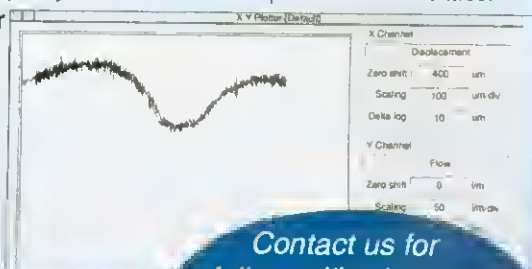 X Y Plotter (Default)
X Channel
Displacement
Zero shift : 400 um
Scaling 100 um/div
Delta log 10 um
Y Channel
Flow
Zero shift 0 l/m
Scaling 50 l/m/div
Contact us for